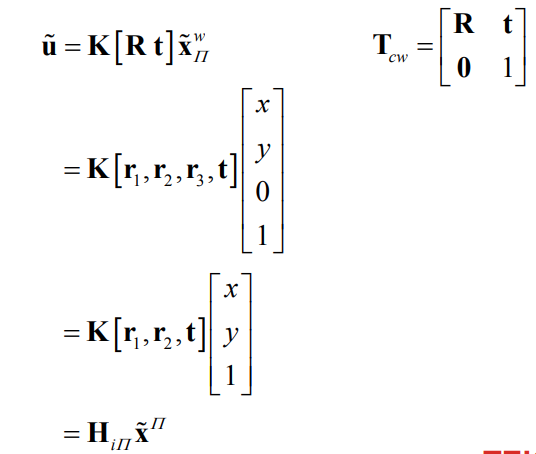 ũ = K[R t]x̃_Π^w
T_cw = [R t; 0 1]
= K[r₁, r₂, r₃, t][x; y; 0; 1]
= K[r₁, r₂, t][x; y; 1]
= H_iΠ x̃^Π